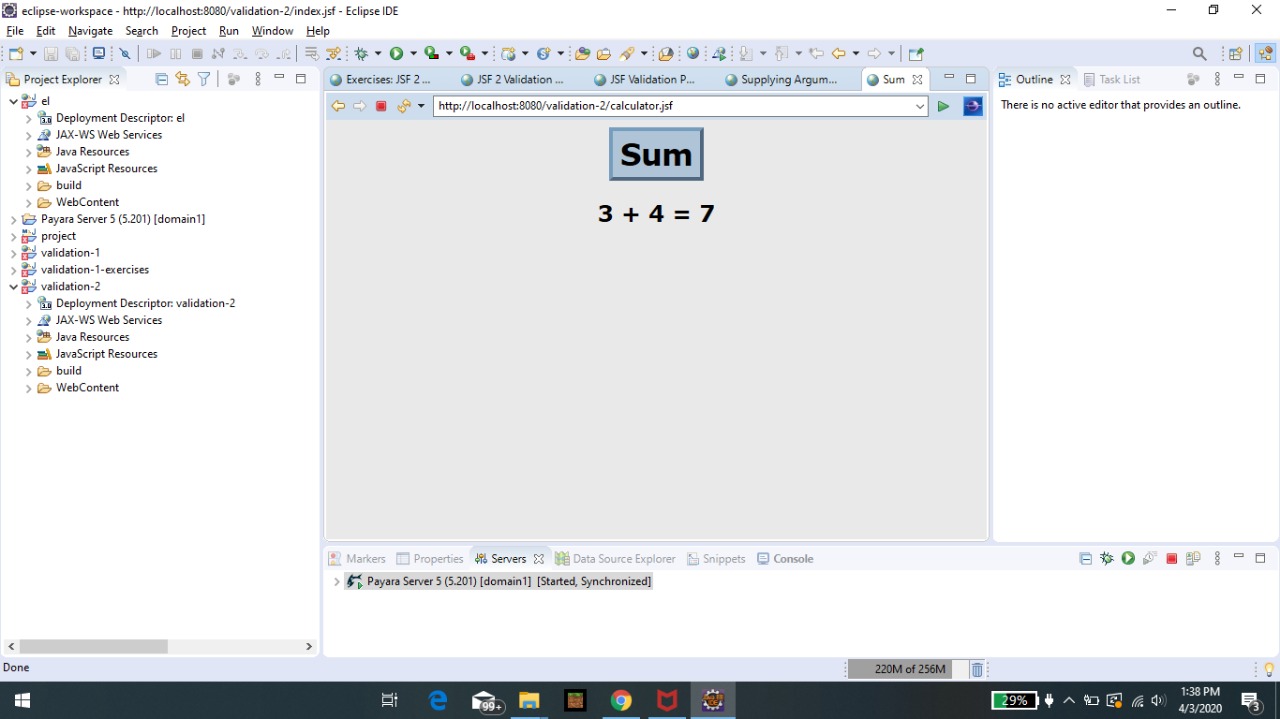 eclipse-workspace - http://localhost:8080/validation-2/index.jsf - Eclipse IDE
File Edit Navigate Search Project Run Window Help
Project Explorer
el
Deployment Descriptor: el
JAX-WS Web Services
Java Resources
JavaScript Resources
build
WebContent
Payara Server 5 (5.201) [domain1]
project
validation-1
validation-1-exercises
validation-2
Deployment Descriptor: validation-2
JAX-WS Web Services
Java Resources
JavaScript Resources
build
WebContent
Exercises: JSF 2 ... JSF 2 Validation ... JSF Validation P... Supplying Argum... Sum
http://localhost:8080/validation-2/calculator.jsf
Sum
3 + 4 = 7
Outline Task List
There is no active editor that provides an outline.
Markers Properties Servers Data Source Explorer Snippets Console
Payara Server 5 (5.201) [domain1] [Started, Synchronized]
Done
220M of 256M
99+
29%
1:38 PM
4/3/2020
3